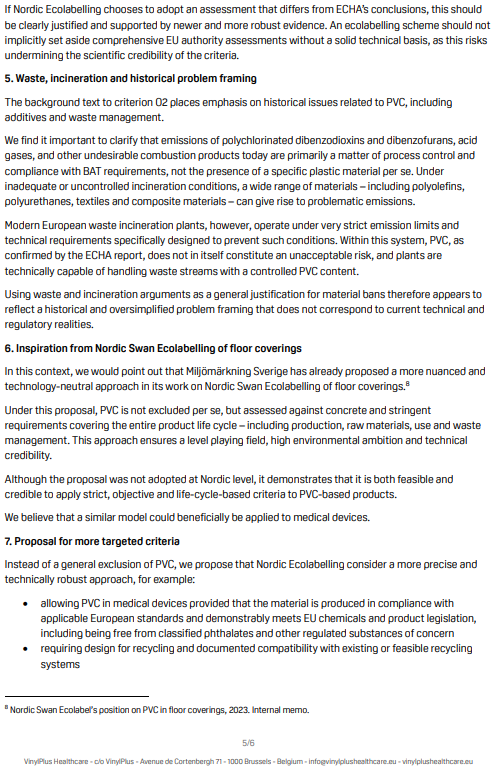 If Nordic Ecolabelling chooses to adopt an assessment that differs from ECHA's conclusions, this should
be clearly justified and supported by newer and more robust evidence. An ecolabelling scheme should not
implicitly set aside comprehensive EU authority assessments without a solid technical basis, as this risks
undermining the scientific credibility of the criteria.
5. Waste, incineration and historical problem framing
The background text to criterion O2 places emphasis on historical issues related to PVC, including
additives and waste management.
We find it important to clarify that emissions of polychlorinated dibenzodioxins and dibenzofurans, acid
gases, and other undesirable combustion products today are primarily a matter of process control and
compliance with BAT requirements, not the presence of a specific plastic material per se. Under
inadequate or uncontrolled incineration conditions, a wide range of materials – including polyolefins,
polyurethanes, textiles and composite materials – can give rise to problematic emissions.
Modern European waste incineration plants, however, operate under very strict emission limits and
technical requirements specifically designed to prevent such conditions. Within this system, PVC, as
confirmed by the ECHA report, does not in itself constitute an unacceptable risk, and plants are
technically capable of handling waste streams with a controlled PVC content.
Using waste and incineration arguments as a general justification for material bans therefore appears to
reflect a historical and oversimplified problem framing that does not correspond to current technical and
regulatory realities.
6. Inspiration from Nordic Swan Ecolabelling of floor coverings
In this context, we would point out that Miljömärkning Sverige has already proposed a more nuanced and
technology-neutral approach in its work on Nordic Swan Ecolabelling of floor coverings.⁸
Under this proposal, PVC is not excluded per se, but assessed against concrete and stringent
requirements covering the entire product life cycle – including production, raw materials, use and waste
management. This approach ensures a level playing field, high environmental ambition and technical
credibility.
Although the proposal was not adopted at Nordic level, it demonstrates that it is both feasible and
credible to apply strict, objective and life-cycle-based criteria to PVC-based products.
We believe that a similar model could beneficially be applied to medical devices.
7. Proposal for more targeted criteria
Instead of a general exclusion of PVC, we propose that Nordic Ecolabelling consider a more precise and
technically robust approach, for example:
• allowing PVC in medical devices provided that the material is produced in compliance with
applicable European standards and demonstrably meets EU chemicals and product legislation,
including being free from classified phthalates and other regulated substances of concern
• requiring design for recycling and documented compatibility with existing or feasible recycling
systems
⁸ Nordic Swan Ecolabel's position on PVC in floor coverings, 2023. Internal memo.
5/6
VinylPlus Healthcare - c/o VinylPlus - Avenue de Cortenbergh 71 - 1000 Brussels - Belgium - info@vinylplushealthcare.eu - vinylplushealthcare.eu